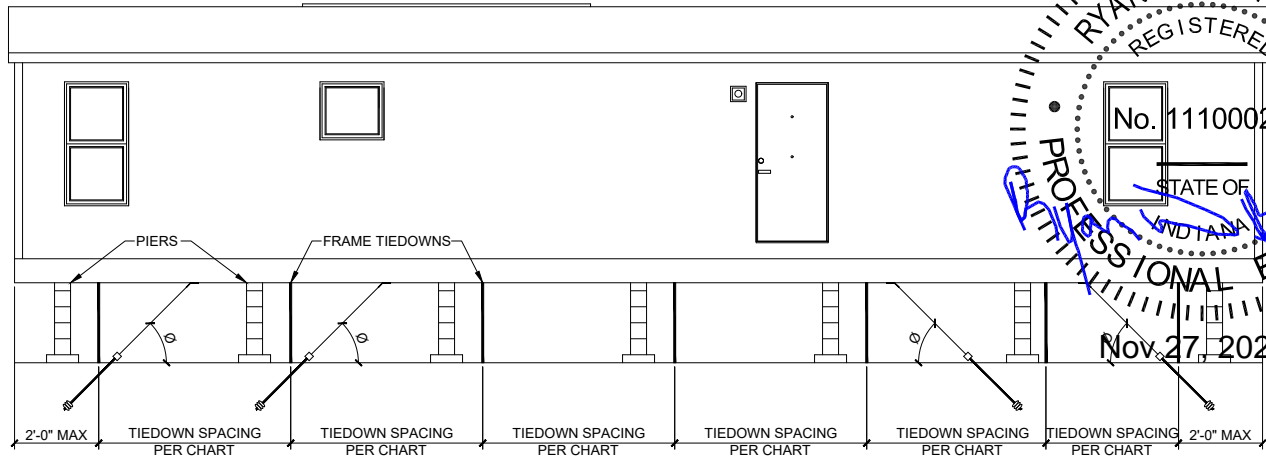 RYAN
REGISTERED
No. 1110002
STATE OF
INDIANA
PROFESSIONAL
Nov 27, 202
PIERS
FRAME TIEDOWNS
Ø Ø Ø Ø
2'-0" MAX TIEDOWN SPACING TIEDOWN SPACING TIEDOWN SPACING TIEDOWN SPACING TIEDOWN SPACING TIEDOWN SPACING 2'-0" MAX
PER CHART PER CHART PER CHART PER CHART PER CHART PER CHART